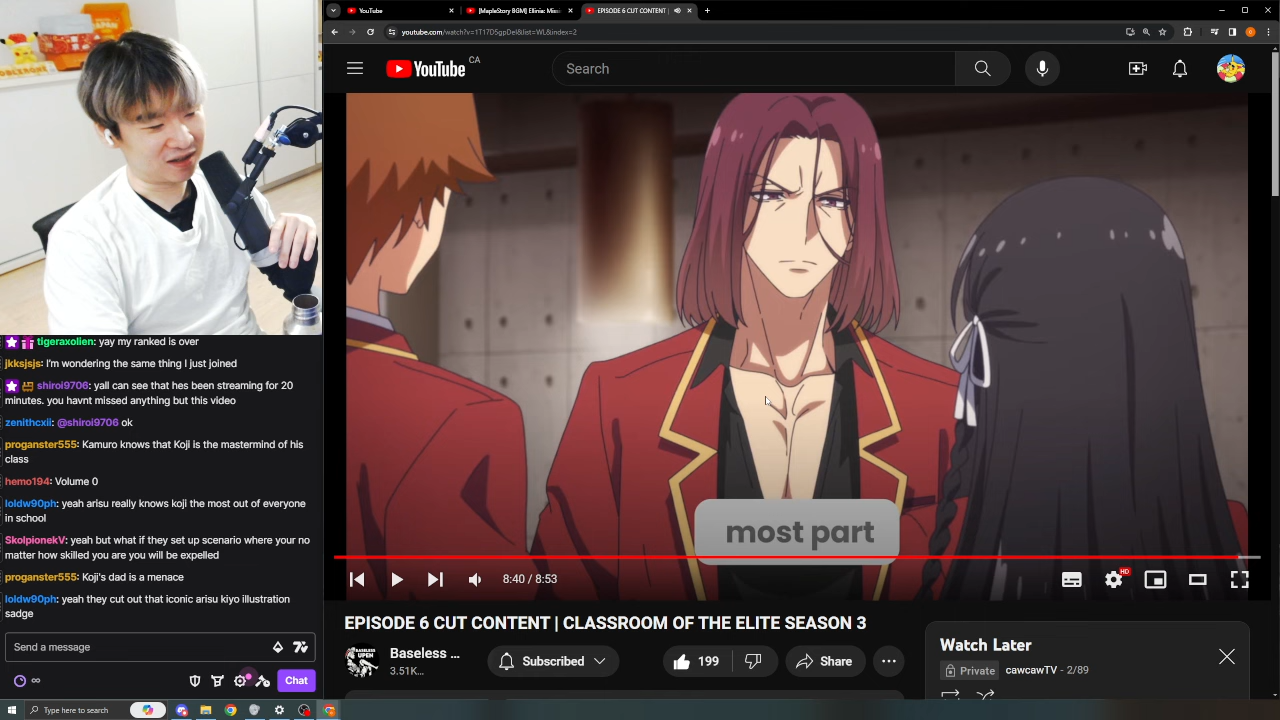 YouTube
[MapleStory BGM] Ellinia: Missi
EPISODE 6 CUT CONTENT |
youtube.com/watch?v=1T17D5gpDeI&list=WL&index=2
YouTube CA
Search
tigeraxolien: yay my ranked is over
jkksjsjs: I'm wondering the same thing I just joined
shiroi9706: yall can see that hes been streaming for 20
minutes. you havnt missed anything but this video
zenithcxii: @shiroi9706 ok
proganster555: Kamuro knows that Koji is the mastermind of his
class
hemo194: Volume 0
loldw90ph: yeah arisu really knows koji the most out of everyone
in school
SkolpionekV: yeah but what if they set up scenario where your no
matter how skilled you are you will be expelled
proganster555: Koji's dad is a menace
loldw90ph: yeah they cut out that iconic arisu kiyo illustration
sadge
Send a message
Chat
most part
8:40 / 8:53
HD
EPISODE 6 CUT CONTENT | CLASSROOM OF THE ELITE SEASON 3
Baseless ...
3.51K...
Subscribed
199
Share
Watch Later
Private
cawcawTV - 2/89
Type here to search